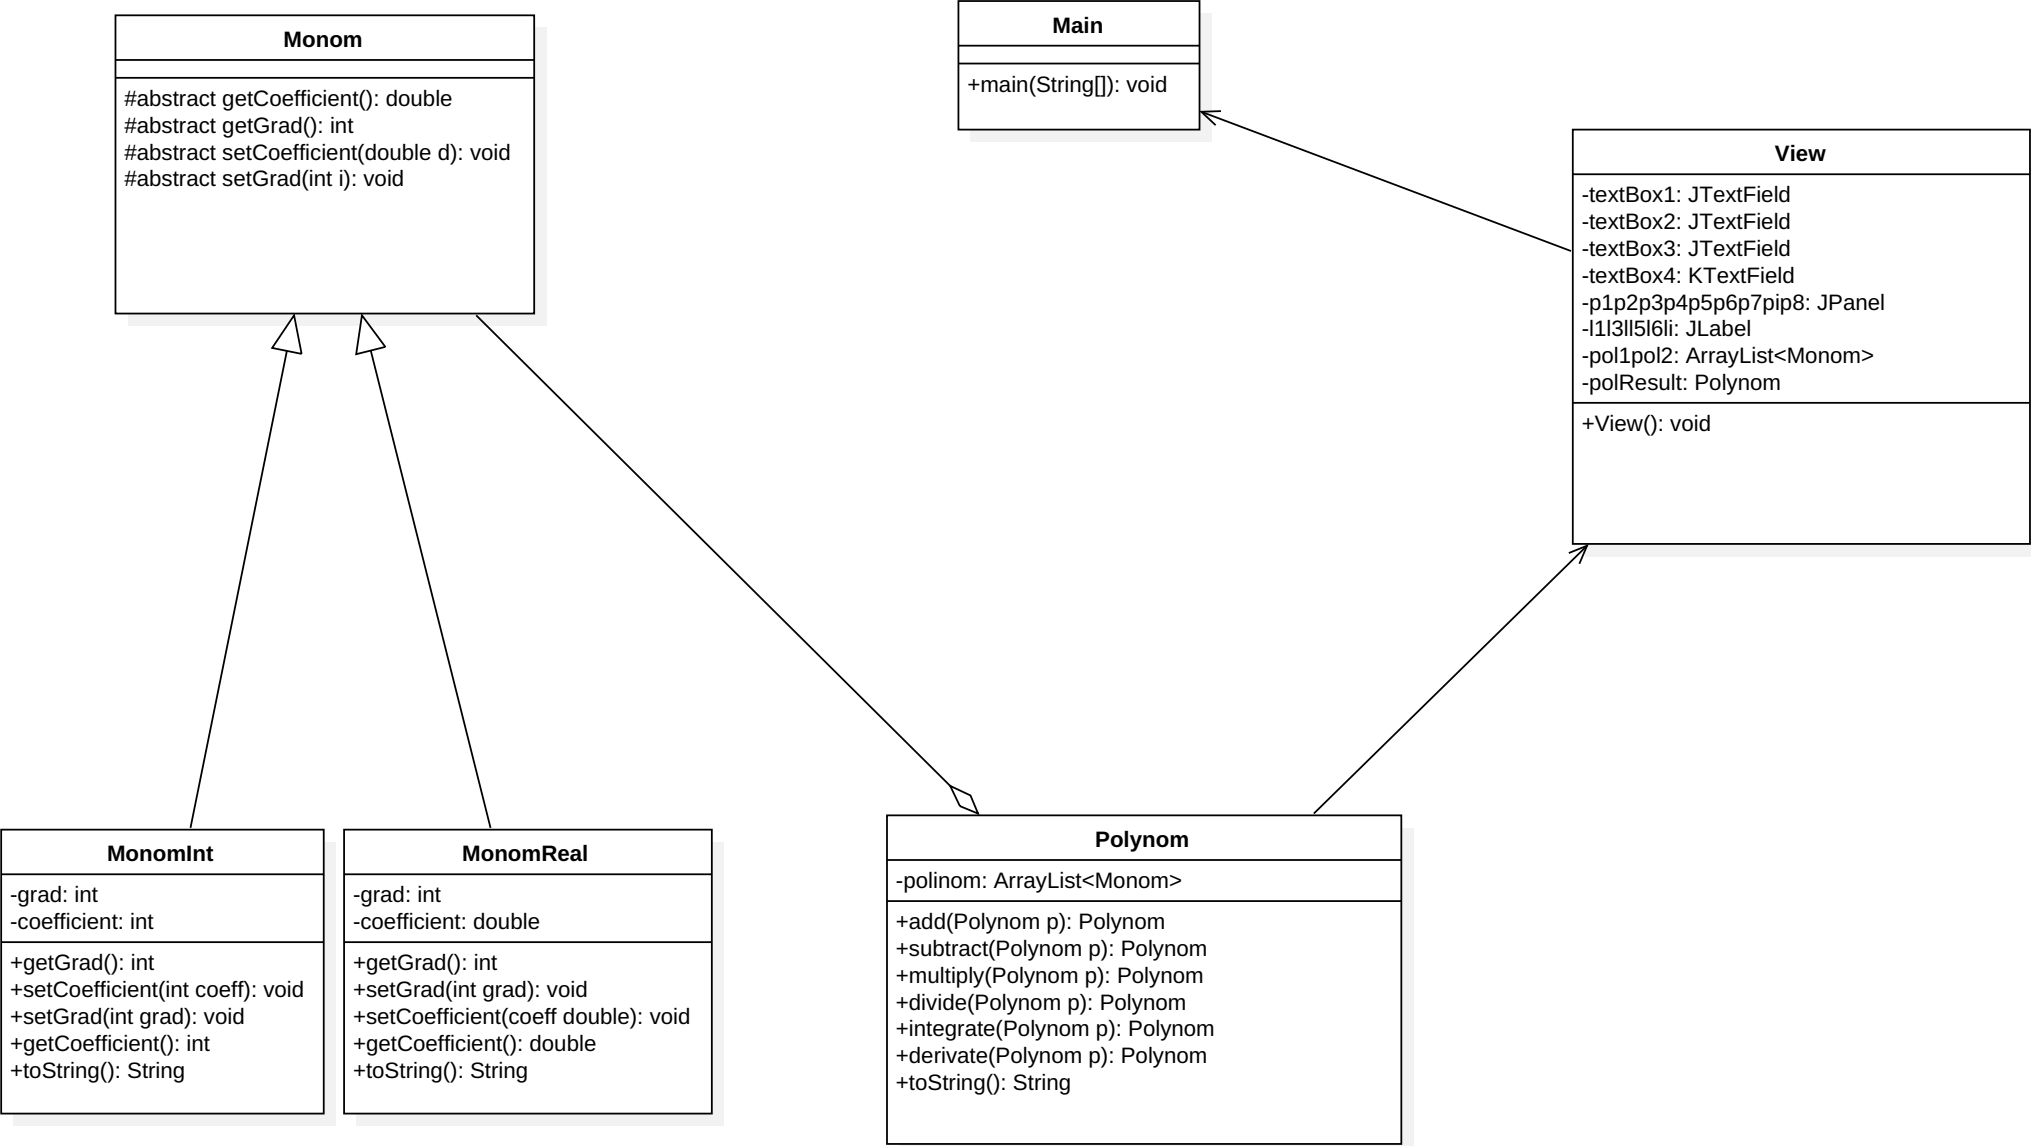 Monom
#abstract getCoefficient(): double
#abstract getGrad(): int
#abstract setCoefficient(double d): void
#abstract setGrad(int i): void
Main
+main(String[]): void
View
-textBox1: JTextField
-textBox2: JTextField
-textBox3: JTextField
-textBox4: KTextField
-p1p2p3p4p5p6p7pip8: JPanel
-l1l3ll5l6li: JLabel
-pol1pol2: ArrayList<Monom>
-polResult: Polynom
+View(): void
MonomInt
-grad: int
-coefficient: int
+getGrad(): int
+setCoefficient(int coeff): void
+setGrad(int grad): void
+getCoefficient(): int
+toString(): String
MonomReal
-grad: int
-coefficient: double
+getGrad(): int
+setGrad(int grad): void
+setCoefficient(coeff double): void
+getCoefficient(): double
+toString(): String
Polynom
-polinom: ArrayList<Monom>
+add(Polynom p): Polynom
+subtract(Polynom p): Polynom
+multiply(Polynom p): Polynom
+divide(Polynom p): Polynom
+integrate(Polynom p): Polynom
+derivate(Polynom p): Polynom
+toString(): String